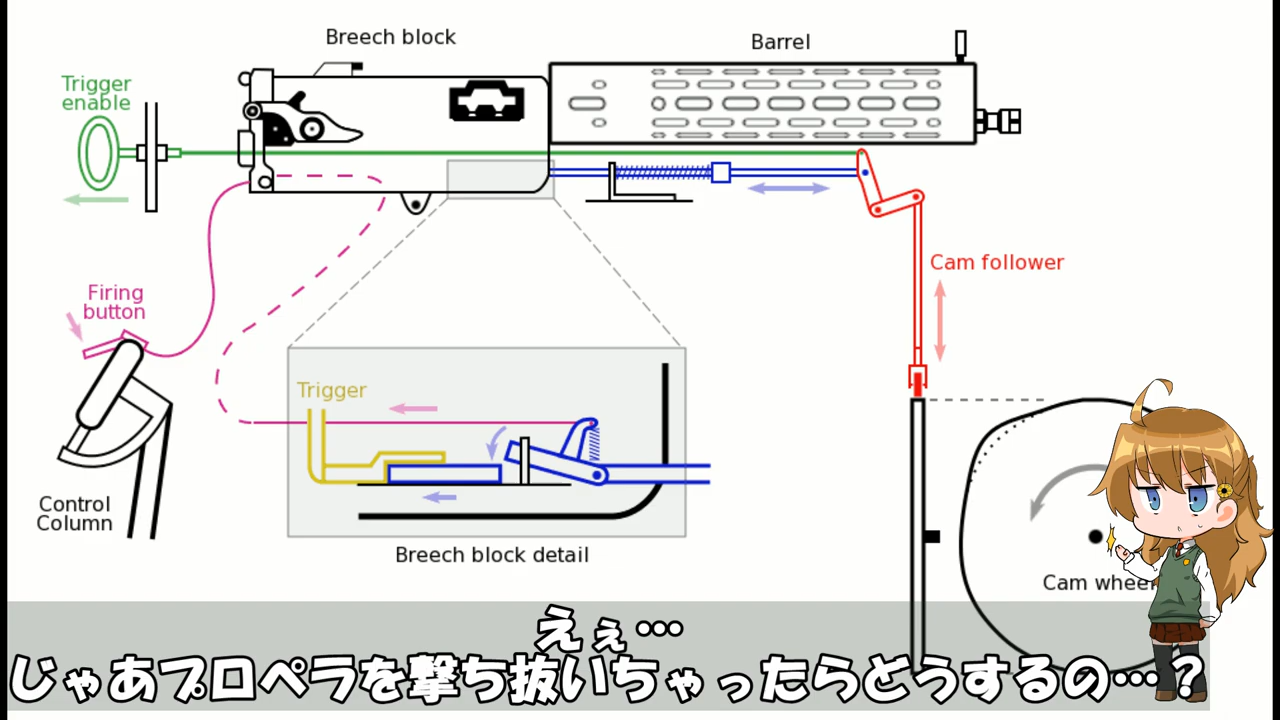 Breech block
Barrel
Trigger
enable
Firing
button
Cam follower
Trigger
Control
Column
Breech block detail
Cam wheel
えぇ…
じゃあプロペラを撃ち抜いちゃったらどうするの…？